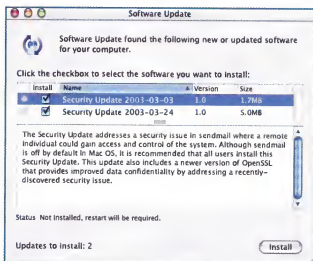 Software Update
Software Update found the following new or updated software
for your computer.
Click the checkbox to select the software you want to install:
Install Name Version Size
Security Update 2003-03-03 1.0 1.7MB
Security Update 2003-03-24 1.0 5.0MB
The Security Update addresses a security issue in sendmail where a remote
individual could gain access and control of the system. Although sendmail
is off by default in Mac OS, it is recommended that all users install this
Security Update. This update also includes a newer version of OpenSSL
that provides improved data confidentiality by addressing a recently-
discovered security issue.
Status Not installed, restart will be required.
Updates to install: 2
Install